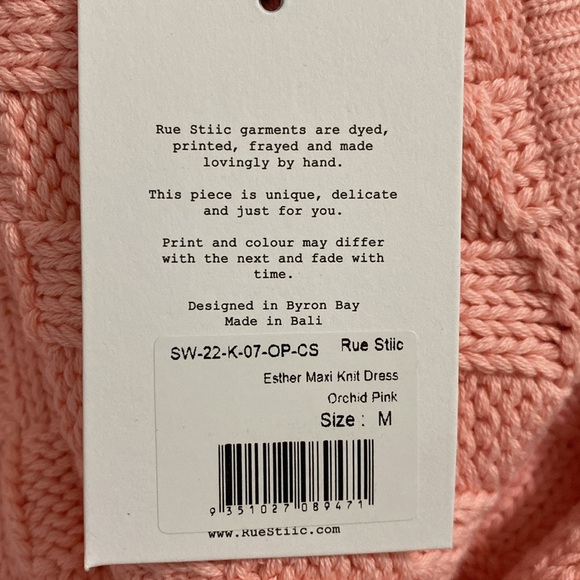 Rue Stiic garments are dyed,
printed, frayed and made
lovingly by hand.
This piece is unique, delicate
and just for you.
Print and colour may differ
with the next and fade with
time.
Designed in Byron Bay
Made in Bali
SW-22-K-07-OP-CS Rue Stiic
Esther Maxi Knit Dress
Orchid Pink
Size : M
9 351027 089471
www.RueStiic.com